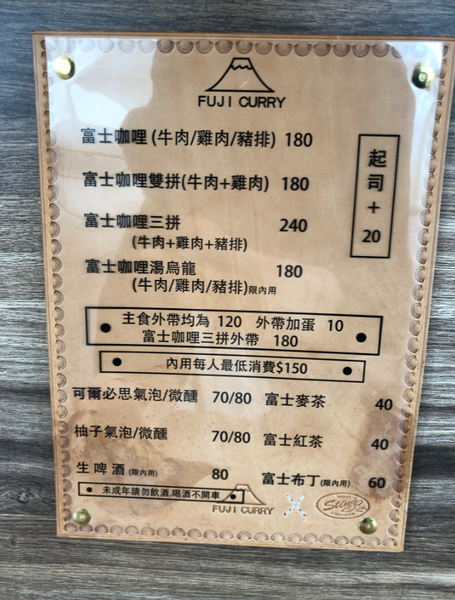 FUJI CURRY
富士咖哩 (牛肉/雞肉/豬排) 180
富士咖哩雙拼(牛肉+雞肉) 180
富士咖哩三拼 240
(牛肉+雞肉+豬排)
富士咖哩湯烏龍 180
(牛肉/雞肉/豬排)限內用
起司+20
主食外帶均為 120 外帶加蛋 10
富士咖哩三拼外帶 180
內用每人最低消費$150
可爾必思氣泡/微醺 70/80 富士麥茶 40
柚子氣泡/微醺 70/80 富士紅茶 40
生啤酒(限內用) 80 富士布丁(限內用) 60
未成年請勿飲酒.喝酒不開車
FUJI CURRY